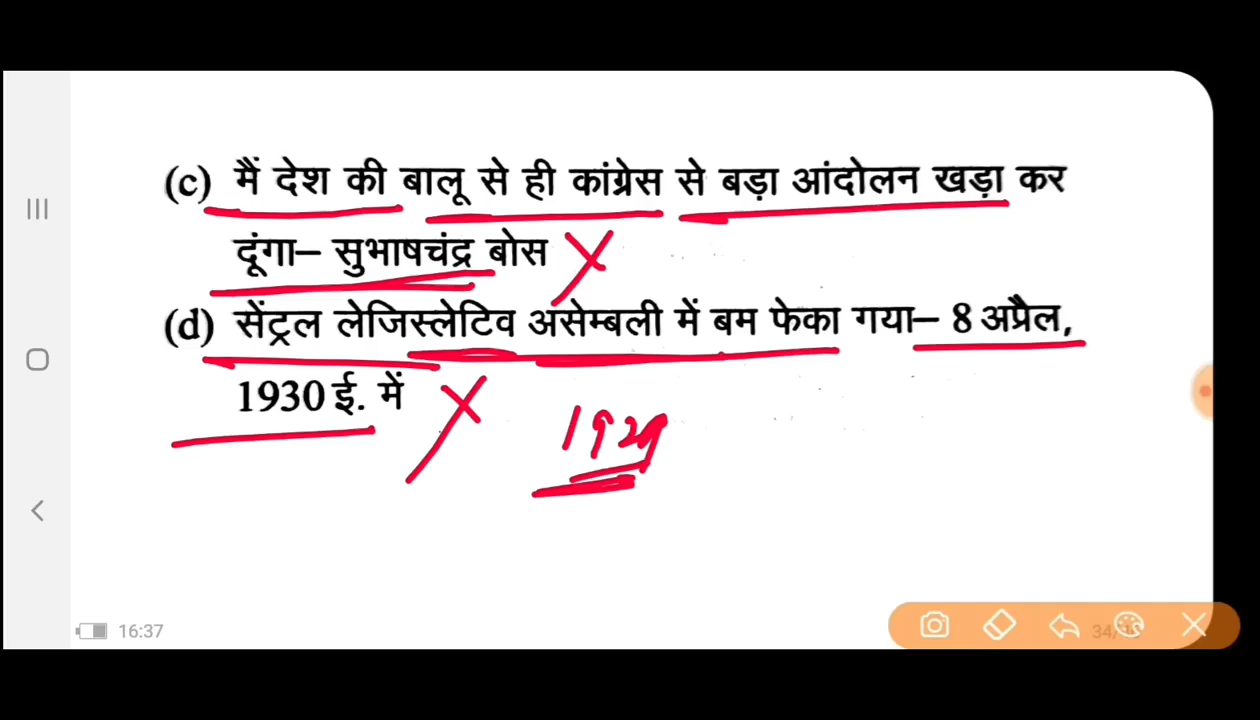 (c) मैं देश की बालू से ही कांग्रेस से बड़ा आंदोलन खड़ा कर
दूंगा– सुभाषचंद्र बोस
(d) सेंट्रल लेजिस्लेटिव असेम्बली में बम फेका गया– 8 अप्रैल,
1930 ई. में
1929
16:37